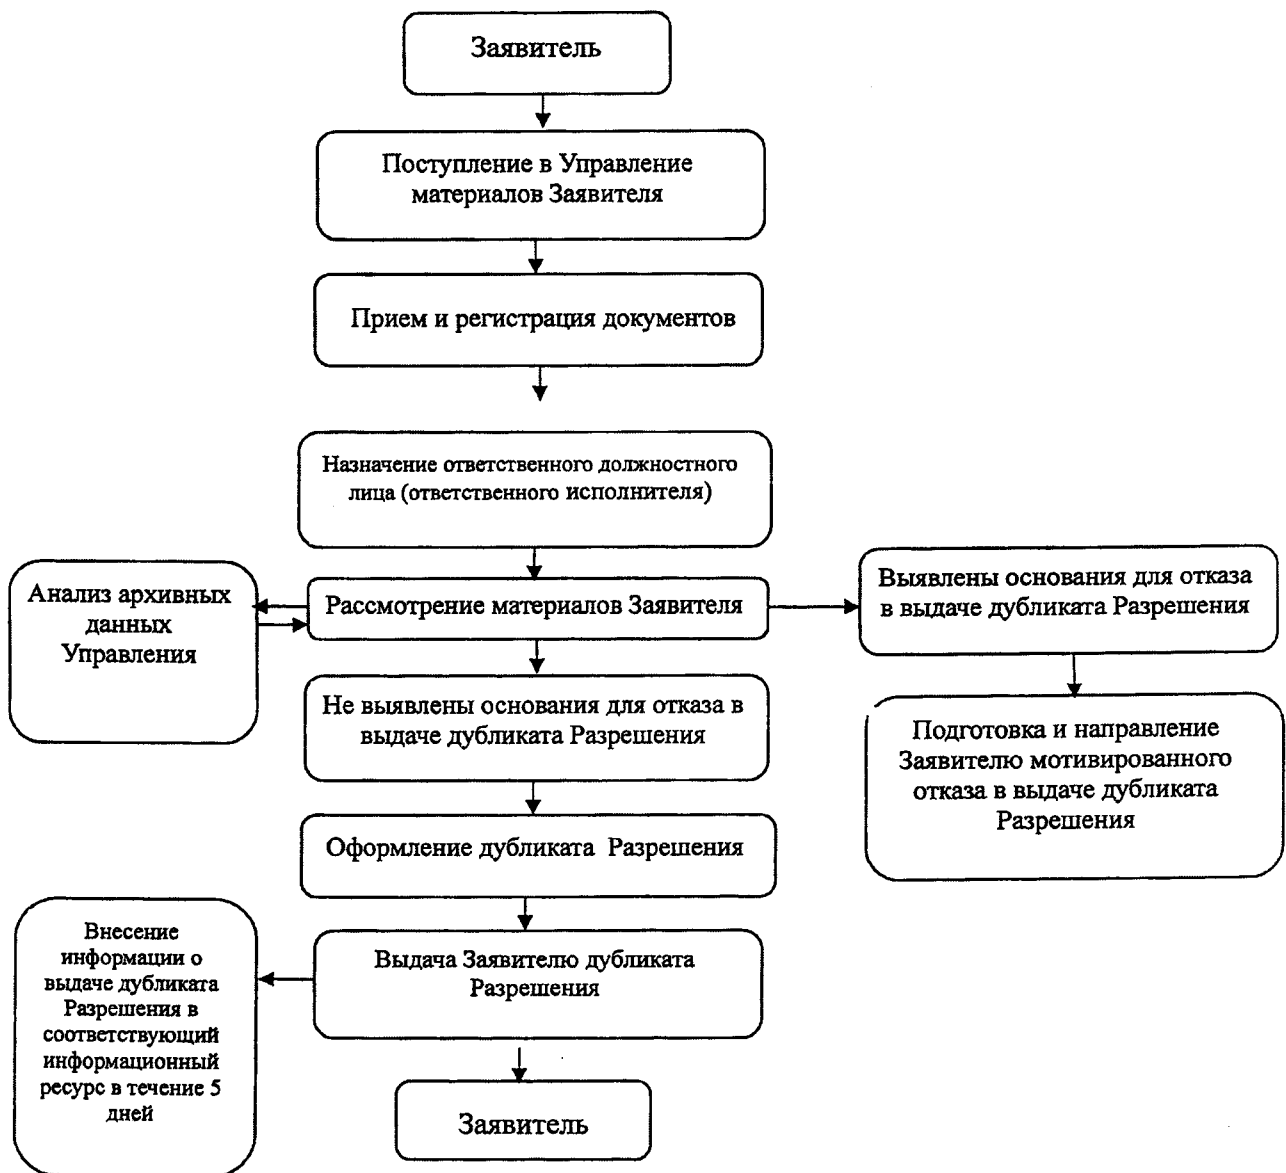 Заявитель
Поступление в Управление
материалов Заявителя
Прием и регистрация документов
Назначение ответственного должностного
лица (ответственного исполнителя)
Анализ архивных
данных
Управления
Рассмотрение материалов Заявителя
Выявлены основания для отказа
в выдаче дубликата Разрешения
Не выявлены основания для отказа в
выдаче дубликата Разрешения
Подготовка и направление
Заявителю мотивированного
отказа в выдаче дубликата
Разрешения
Оформление дубликата Разрешения
Выдача Заявителю дубликата
Разрешения
Внесение
информации о
выдаче дубликата
Разрешения в
соответствующий
информационный
ресурс в течение 5
дней
Заявитель